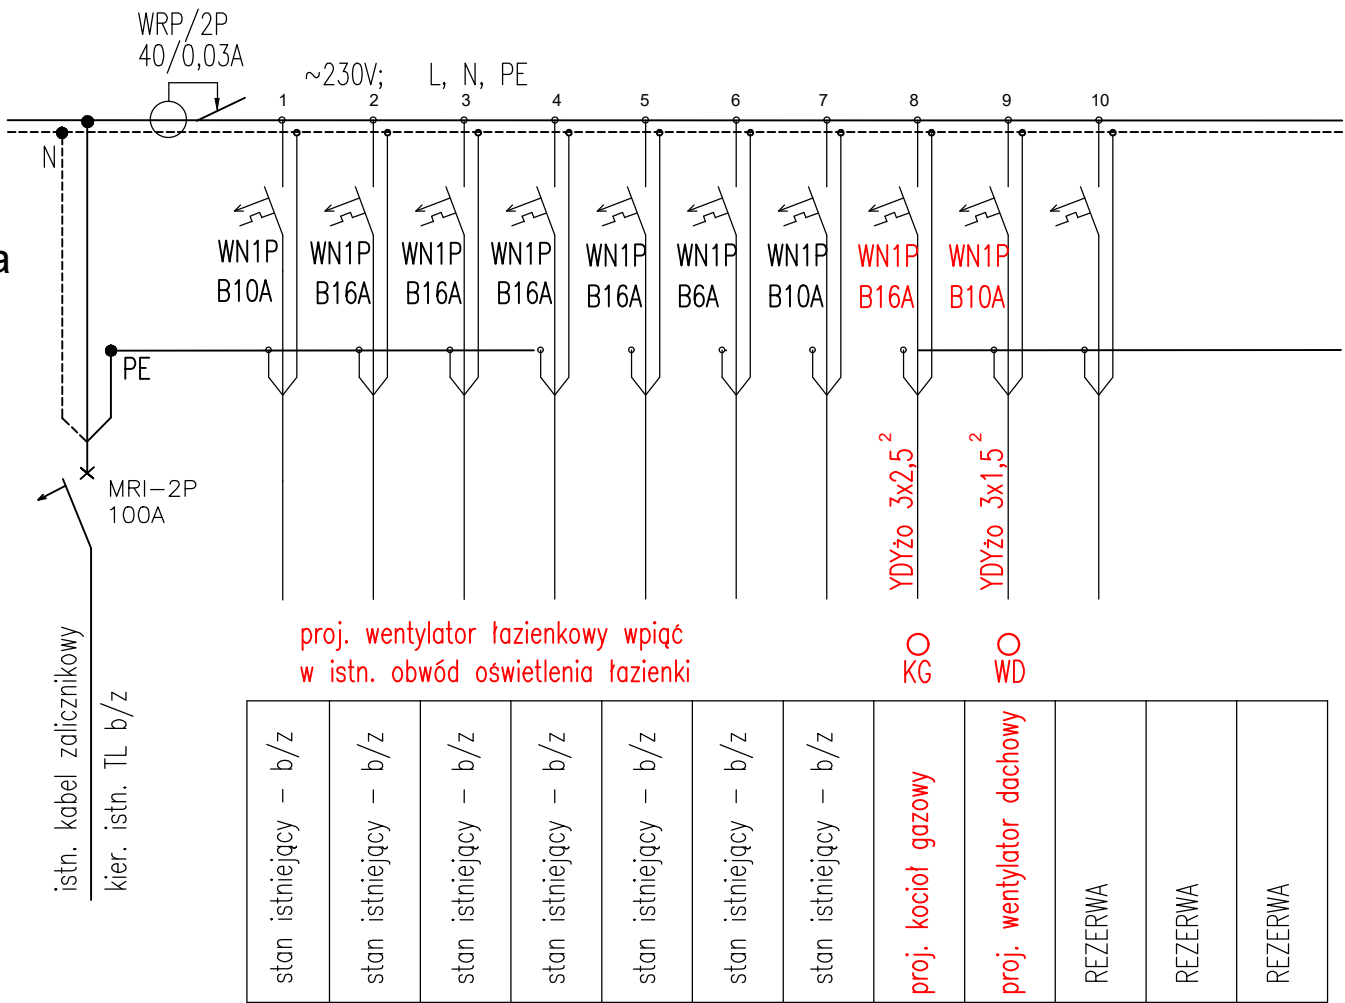 WRP/2P
40/0,03A
~230V; L, N, PE
1 2 3 4 5 6 7 8 9 10
N
a
WN1P
B10A
WN1P
B16A
WN1P
B16A
WN1P
B16A
WN1P
B16A
WN1P
B6A
WN1P
B10A
WN1P
B16A
WN1P
B10A
PE
MRI-2P
100A
YDYżo 3x2,5²
YDYżo 3x1,5²
proj. wentylator łazienkowy wpiąć
w istn. obwód oświetlenia łazienki
KG
WD
istn. kabel zalicznikowy
kier. istn. TL b/z
stan istniejący - b/z
stan istniejący - b/z
stan istniejący - b/z
stan istniejący - b/z
stan istniejący - b/z
stan istniejący - b/z
stan istniejący - b/z
proj. kocioł gazowy
proj. wentylator dachowy
REZERWA
REZERWA
REZERWA